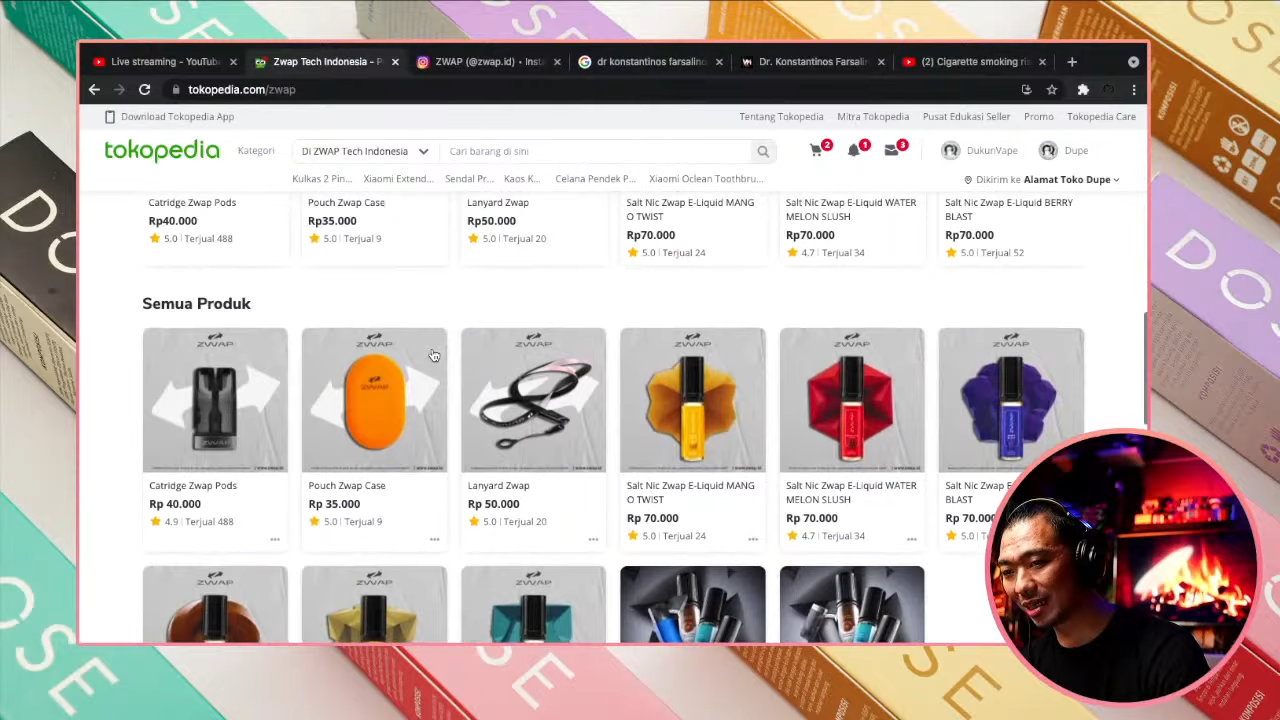 Live streaming - YouTube
Zwap Tech Indonesia - P
ZWAP (@zwap.id) • Insta
dr konstantinos farsalino
Dr. Konstantinos Farsalin
(2) Cigarette smoking ris
tokopedia.com/zwap
Download Tokopedia App
Tentang Tokopedia
Mitra Tokopedia
Pusat Edukasi Seller
Promo
Tokopedia Care
tokopedia
Kategori
Di ZWAP Tech Indonesia
Cari barang di sini
2
1
3
DukunVape
Dupe
Kulkas 2 Pin...
Xiaomi Extend...
Sendal Pr...
Kaos K...
Celana Pendek P...
Xiaomi Oclean Toothbru...
Dikirim ke Alamat Toko Dupe
Catridge Zwap Pods
Rp40.000
5.0 | Terjual 488
Pouch Zwap Case
Rp35.000
5.0 | Terjual 9
Lanyard Zwap
Rp50.000
5.0 | Terjual 20
Salt Nic Zwap E-Liquid MANG
O TWIST
Rp70.000
5.0 | Terjual 24
Salt Nic Zwap E-Liquid WATER
MELON SLUSH
Rp70.000
4.7 | Terjual 34
Salt Nic Zwap E-Liquid BERRY
BLAST
Rp70.000
5.0 | Terjual 52
Semua Produk
ZWAP
ZWAP
ZWAP
ZWAP
ZWAP
ZWAP
Catridge Zwap Pods
Rp 40.000
4.9 | Terjual 488
Pouch Zwap Case
Rp 35.000
5.0 | Terjual 9
Lanyard Zwap
Rp 50.000
5.0 | Terjual 20
Salt Nic Zwap E-Liquid MANG
O TWIST
Rp 70.000
5.0 | Terjual 24
Salt Nic Zwap E-Liquid WATER
MELON SLUSH
Rp 70.000
4.7 | Terjual 34
Salt Nic Zwap E-
BLAST
Rp 70.000
5.0
ZWAP
ZWAP
ZWAP
KOMPOSISI